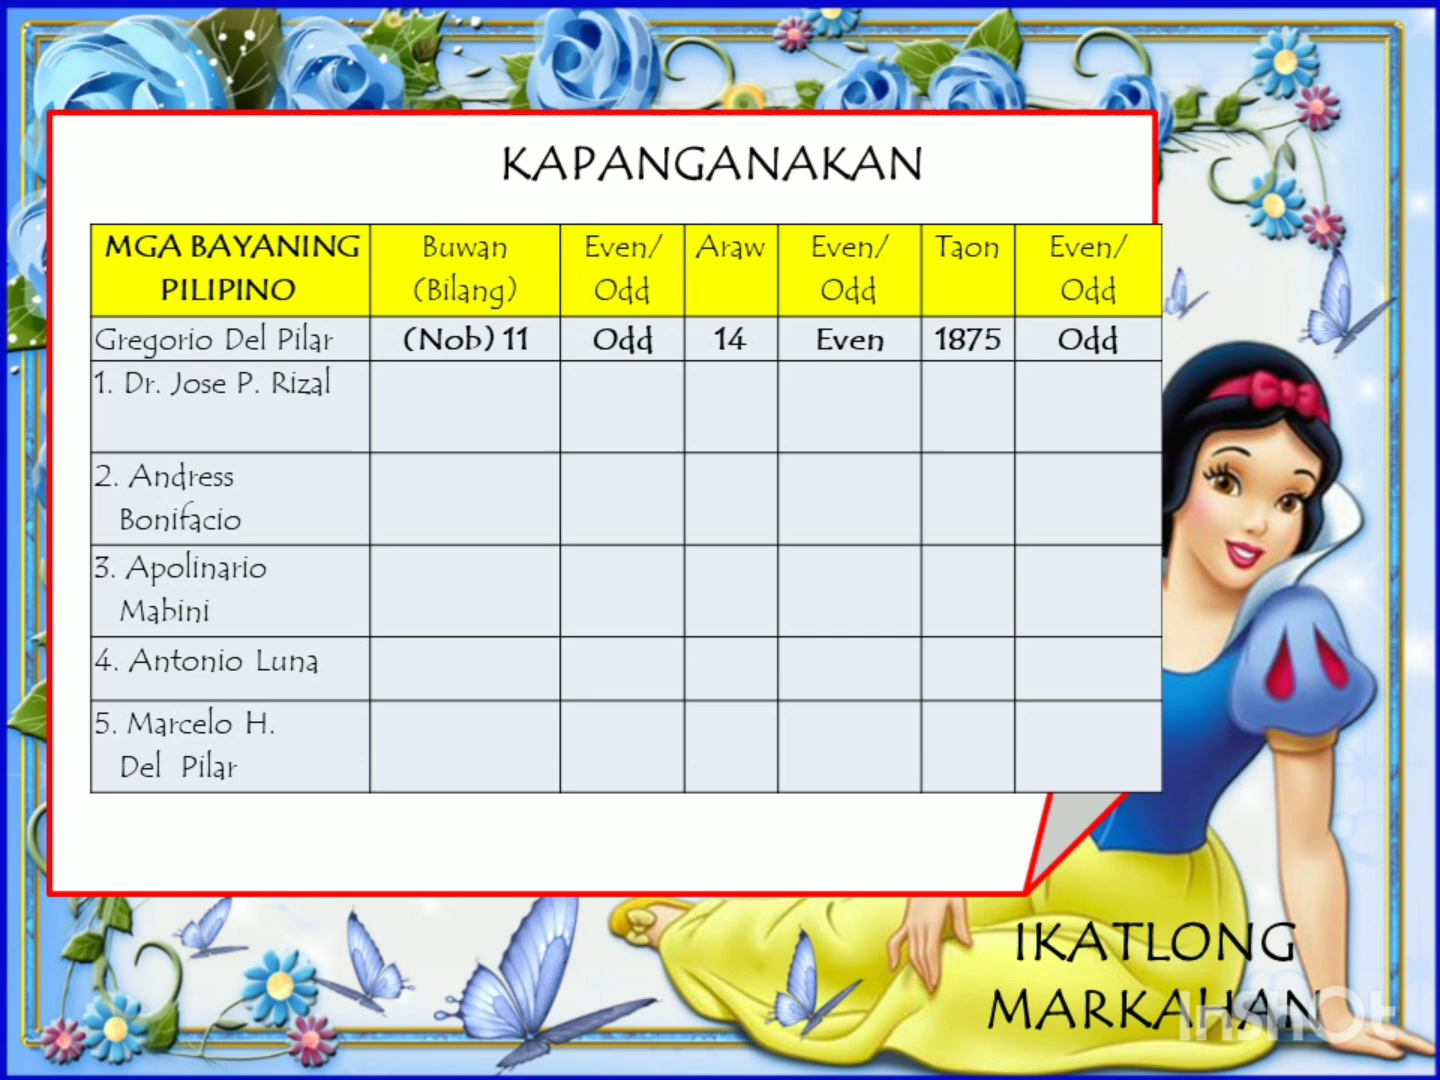 KAPANGANAKAN
MGA BAYANING PILIPINO Buwan (Bilang) Even/ Odd Araw Even/ Odd Taon Even/ Odd
Gregorio Del Pilar (Nob) 11 Odd 14 Even 1875 Odd
1. Dr. Jose P. Rizal
2. Andress
Bonifacio
3. Apolinario
Mabini
4. Antonio Luna
5. Marcelo H.
Del Pilar
IKATLONG
MARKAHAN
InShOt